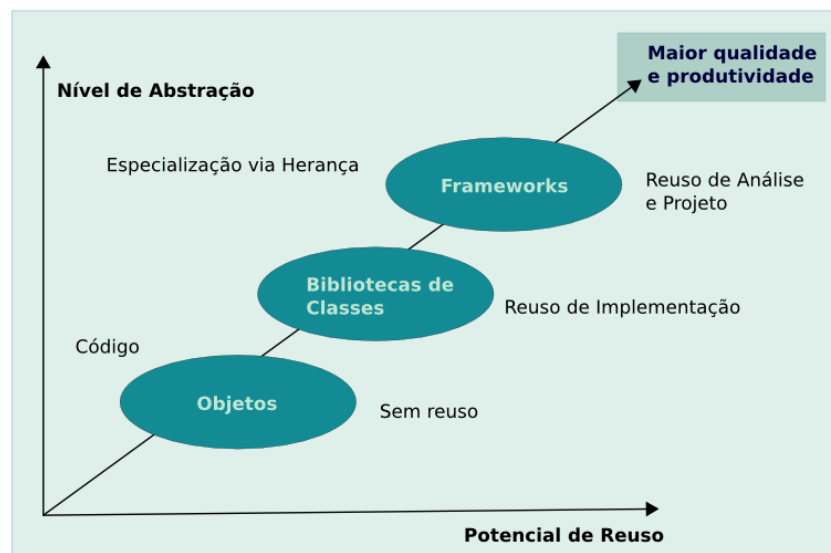 Maior qualidade
e produtividade
Nível de Abstração
Especialização via Herança
Frameworks
Reuso de Análise
e Projeto
Bibliotecas de
Classes
Reuso de Implementação
Código
Objetos
Sem reuso
Potencial de Reuso